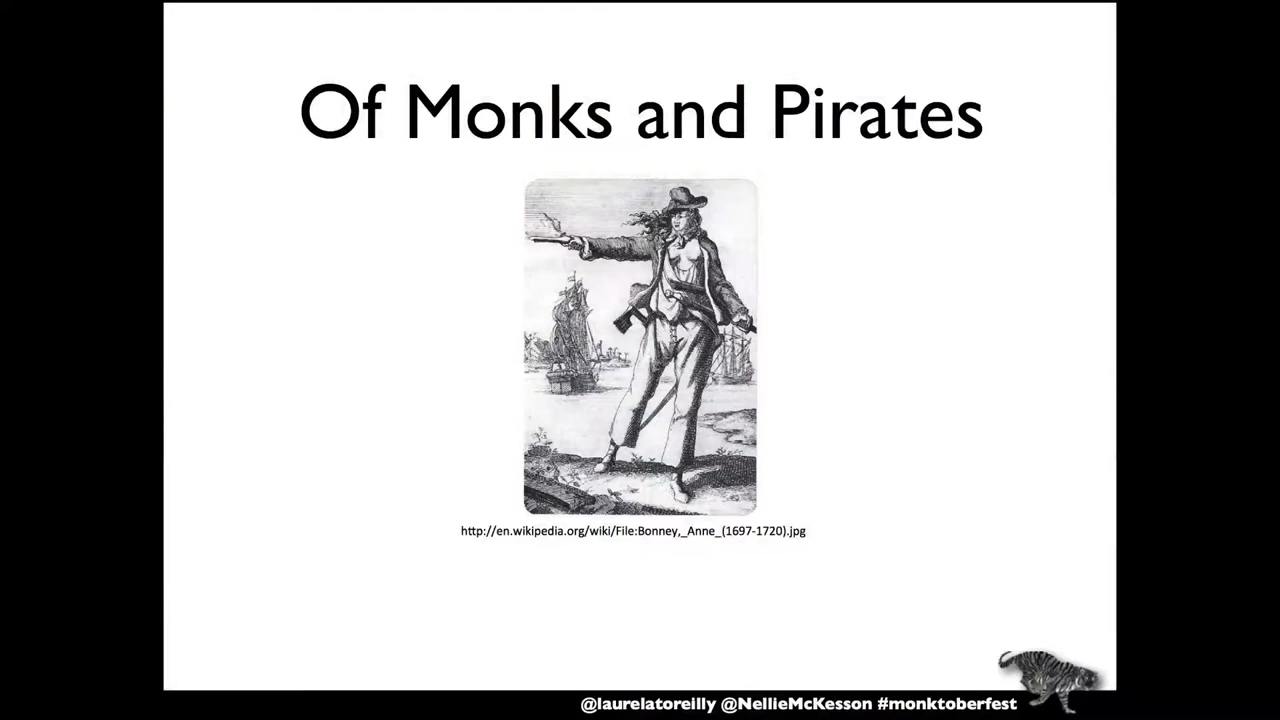 Of Monks and Pirates
http://en.wikipedia.org/wiki/File:Bonney,_Anne_(1697-1720).jpg
@laurelatoreilly @NellieMcKesson #monktoberfest